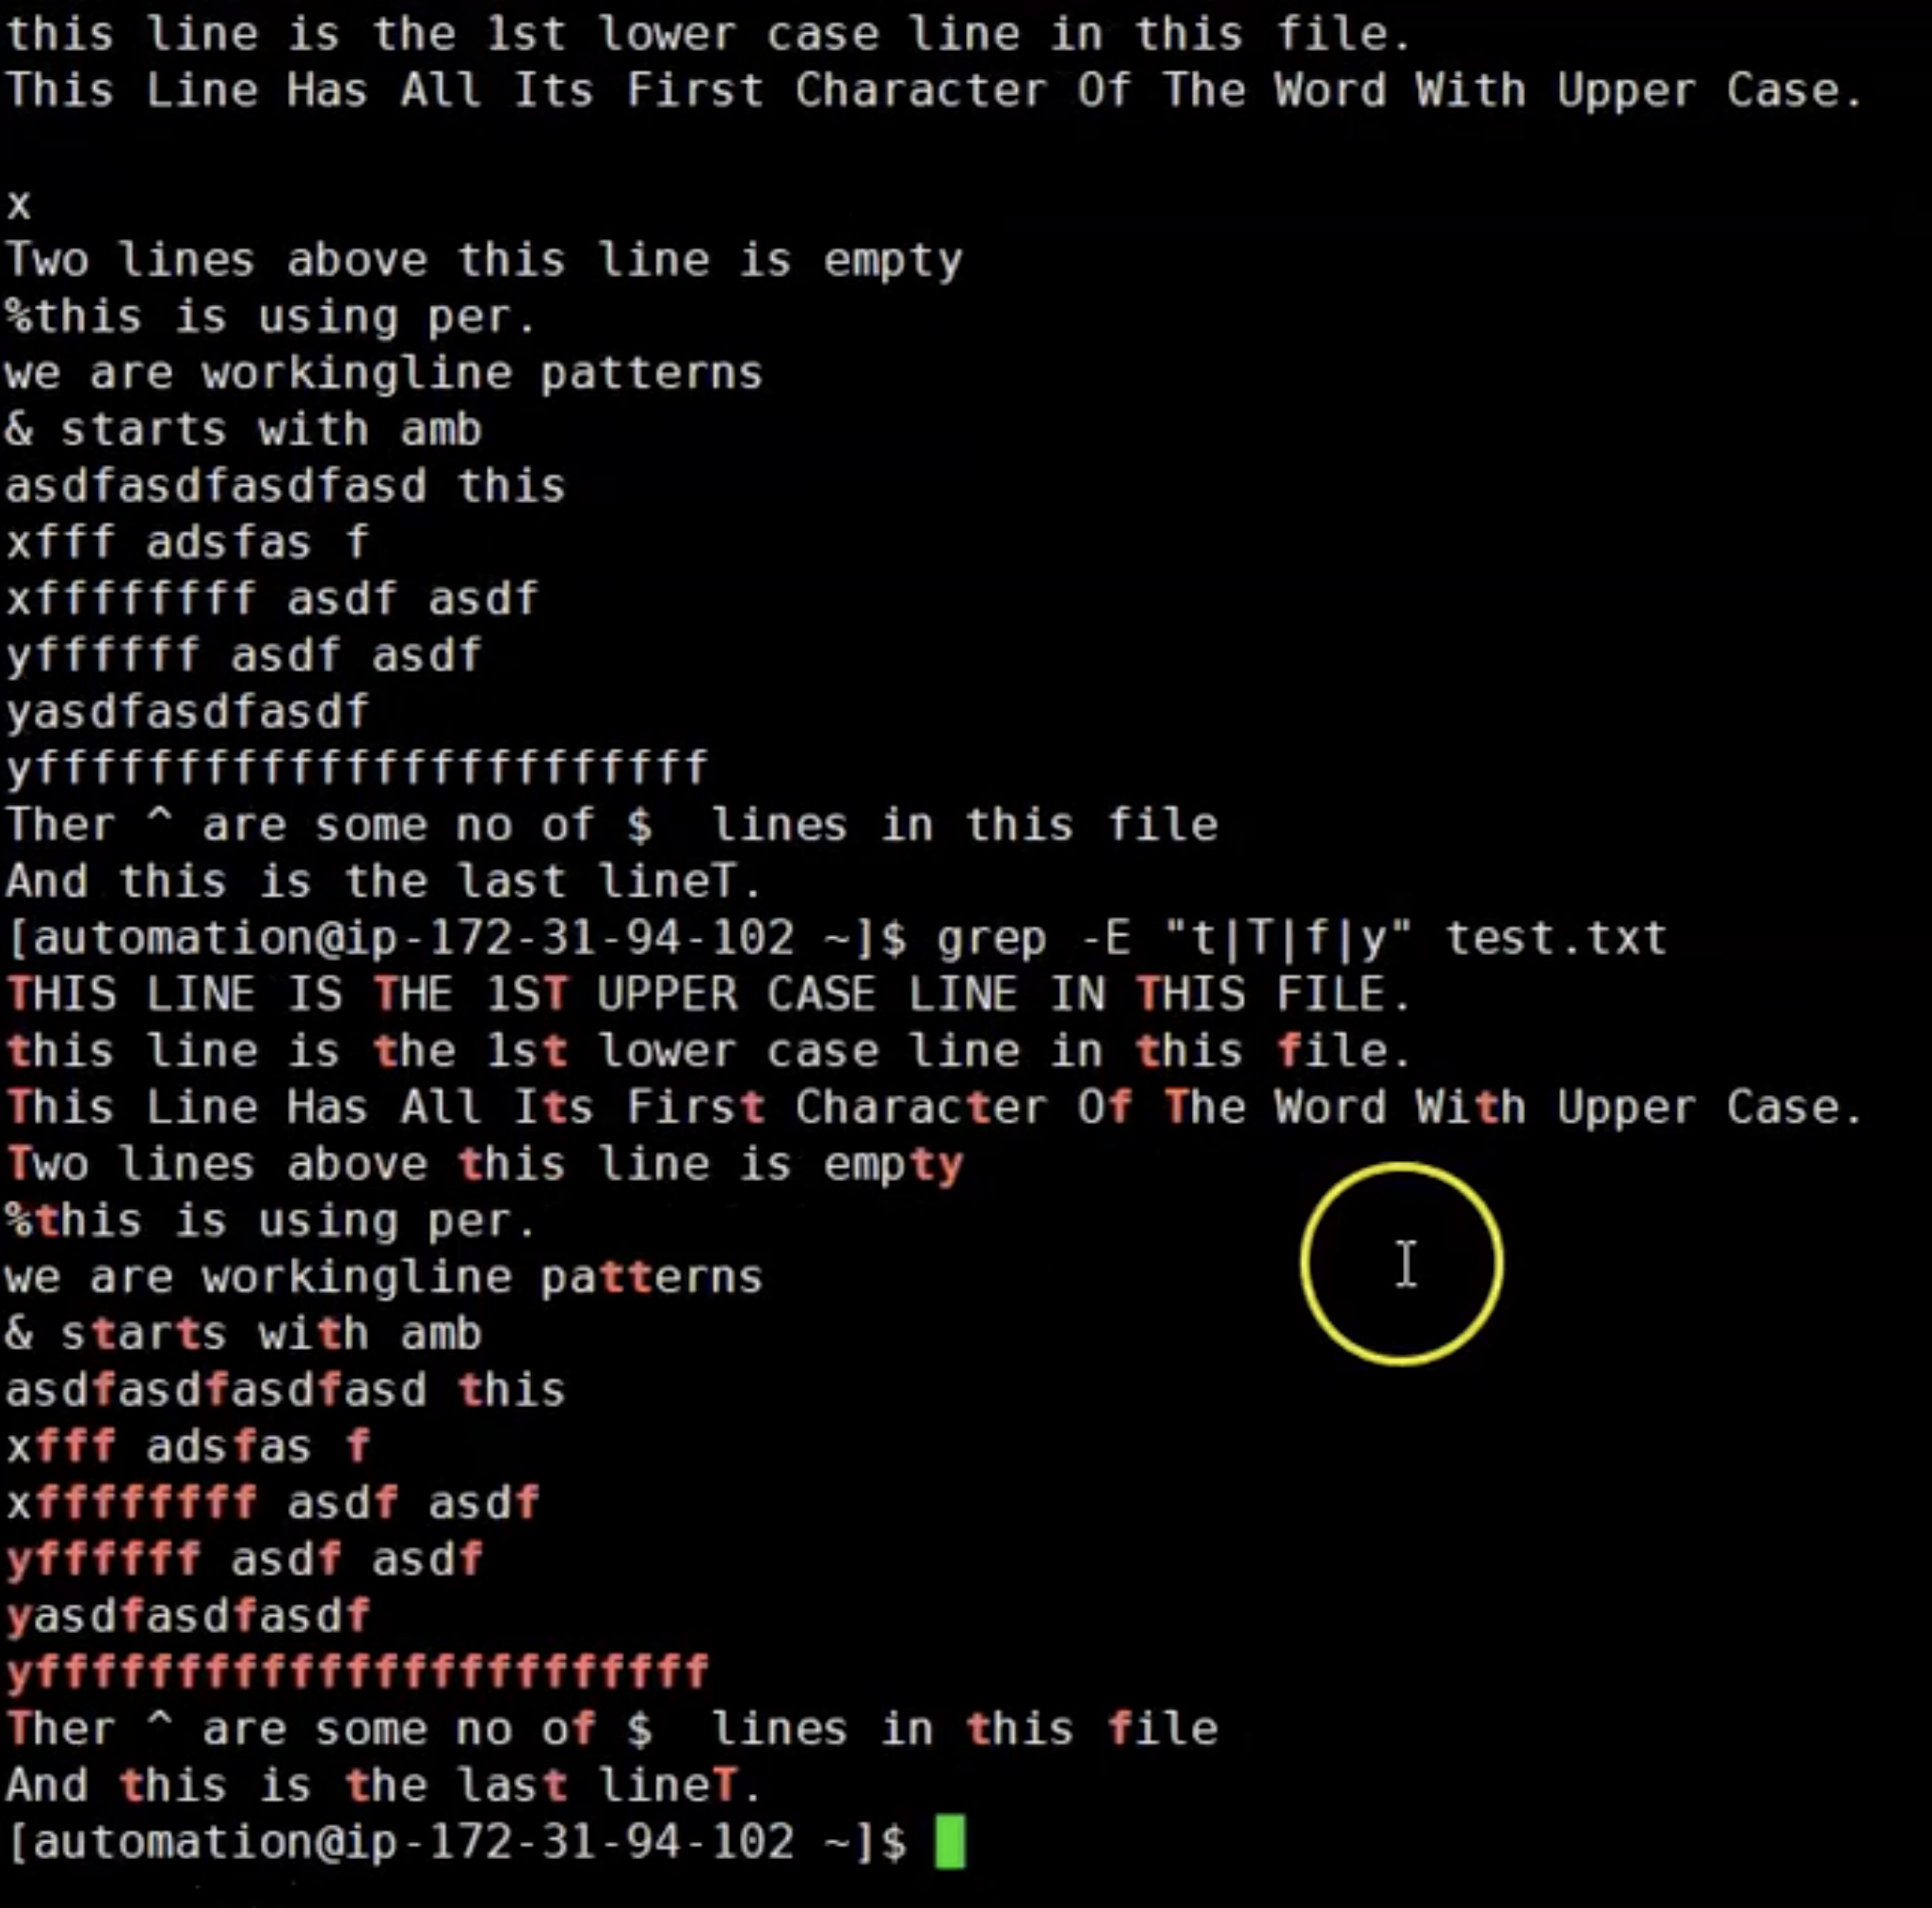 this line is the 1st lower case line in this file.
This Line Has All Its First Character Of The Word With Upper Case.
x
Two lines above this line is empty
%this is using per.
we are workingline patterns
& starts with amb
asdfasdfasdfasd this
xfff adsfas f
xffffffff asdf asdf
yffffff asdf asdf
yasdfasdfasdf
yffffffffffffffffffffffff
Ther ^ are some no of $  lines in this file
And this is the last lineT.
[automation@ip-172-31-94-102 ~]$ grep -E "t|T|f|y" test.txt
THIS LINE IS THE 1ST UPPER CASE LINE IN THIS FILE.
this line is the 1st lower case line in this file.
This Line Has All Its First Character Of The Word With Upper Case.
Two lines above this line is empty
%this is using per.
we are workingline patterns
& starts with amb
asdfasdfasdfasd this
xfff adsfas f
xffffffff asdf asdf
yffffff asdf asdf
yasdfasdfasdf
yffffffffffffffffffffffff
Ther ^ are some no of $  lines in this file
And this is the last lineT.
[automation@ip-172-31-94-102 ~]$